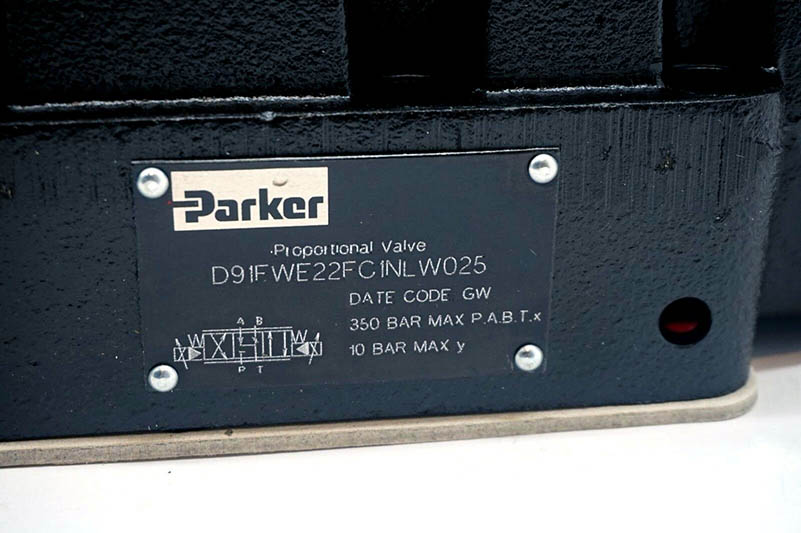 Parker
Proportional Valve
D91FWE22FC1NLW025
DATE CODE GW
350 BAR MAX P.A.B.T.x
10 BAR MAX y
A B
P T